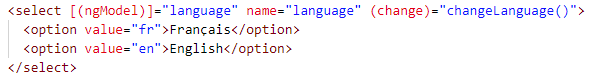 <select [(ngModel)]="language" name="language" (change)="changeLanguage()">
<option value="fr">Français</option>
<option value="en">English</option>
</select>